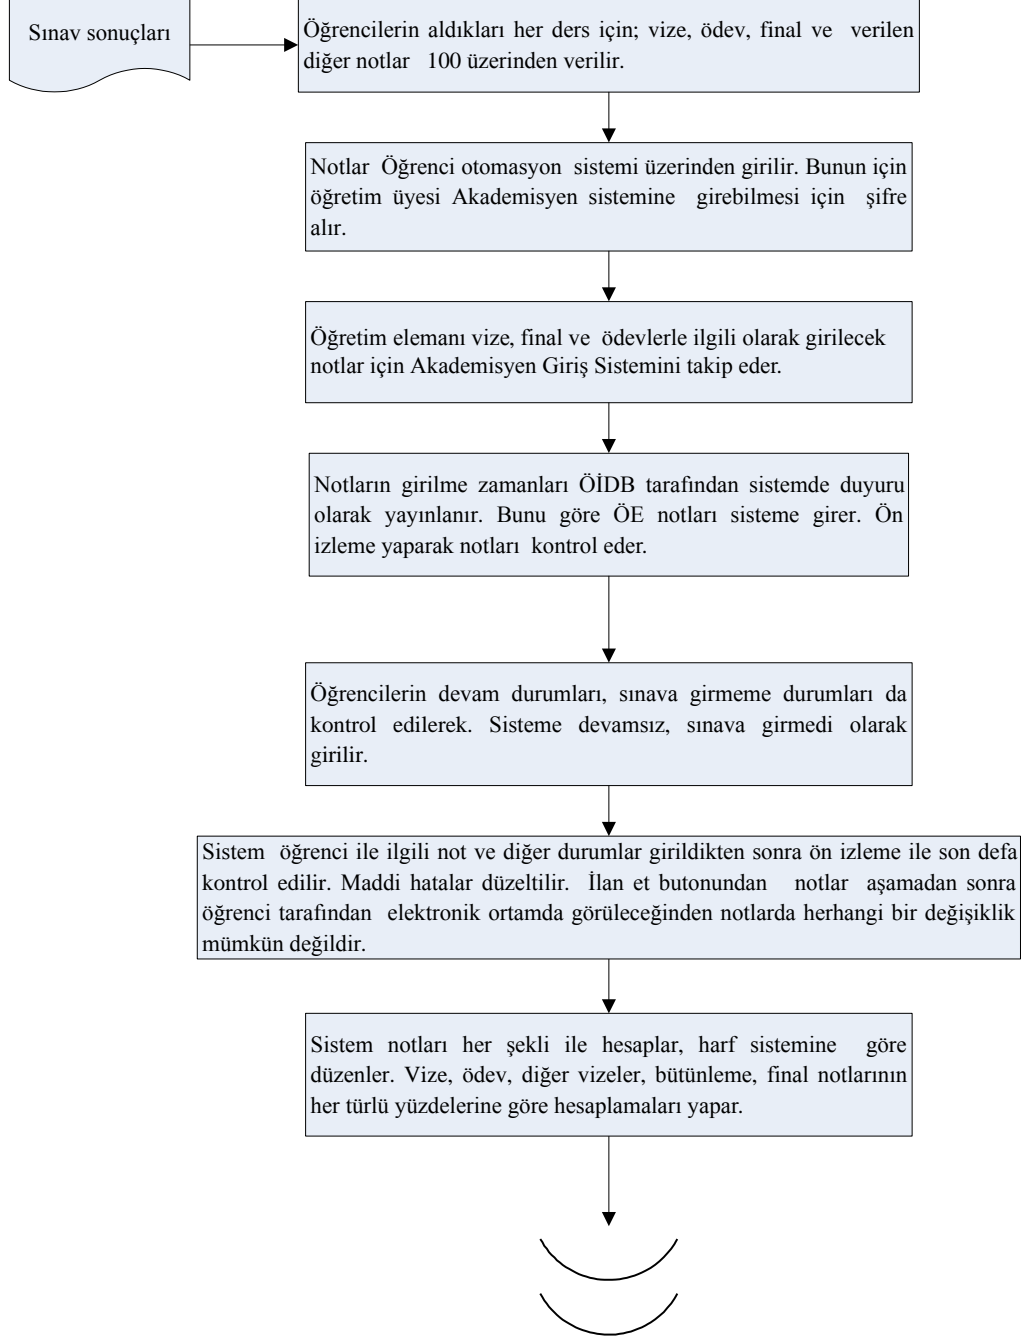 Sınav sonuçları
Öğrencilerin aldıkları her ders için; vize, ödev, final ve verilen
diğer notlar 100 üzerinden verilir.
Notlar Öğrenci otomasyon sistemi üzerinden girilir. Bunun için
öğretim üyesi Akademisyen sistemine girebilmesi için şifre
alır.
Öğretim elemanı vize, final ve ödevlerle ilgili olarak girilecek
notlar için Akademisyen Giriş Sistemini takip eder.
Notların girilme zamanları ÖİDB tarafından sistemde duyuru
olarak yayınlanır. Bunu göre ÖE notları sisteme girer. Ön
izleme yaparak notları kontrol eder.
Öğrencilerin devam durumları, sınava girmeme durumları da
kontrol edilerek. Sisteme devamsız, sınava girmedi olarak
girilir.
Sistem öğrenci ile ilgili not ve diğer durumlar girildikten sonra ön izleme ile son defa
kontrol edilir. Maddi hatalar düzeltilir. İlan et butonundan notlar aşamadan sonra
öğrenci tarafından elektronik ortamda görüleceğinden notlarda herhangi bir değişiklik
mümkün değildir.
Sistem notları her şekli ile hesaplar, harf sistemine göre
düzenler. Vize, ödev, diğer vizeler, bütünleme, final notlarının
her türlü yüzdelerine göre hesaplamaları yapar.